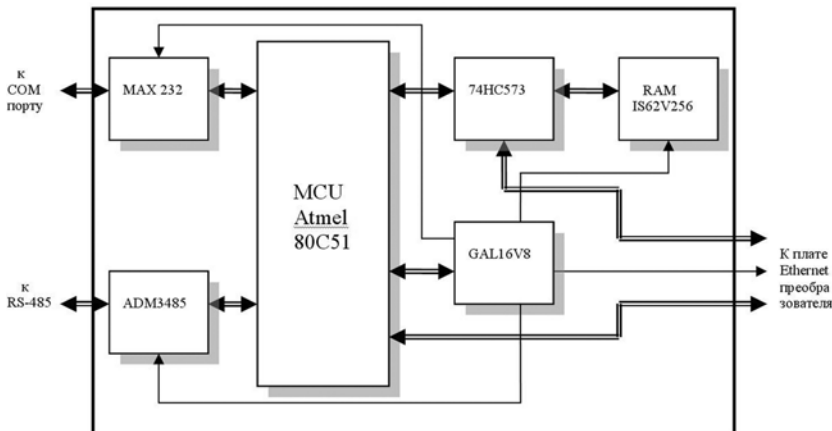 к
COM
порту
MAX 232
74HC573
RAM
IS62V256
MCU
Atmel
80C51
GAL16V8
К плате
Ethernet
преобра
зователя
к
RS-485
ADM3485